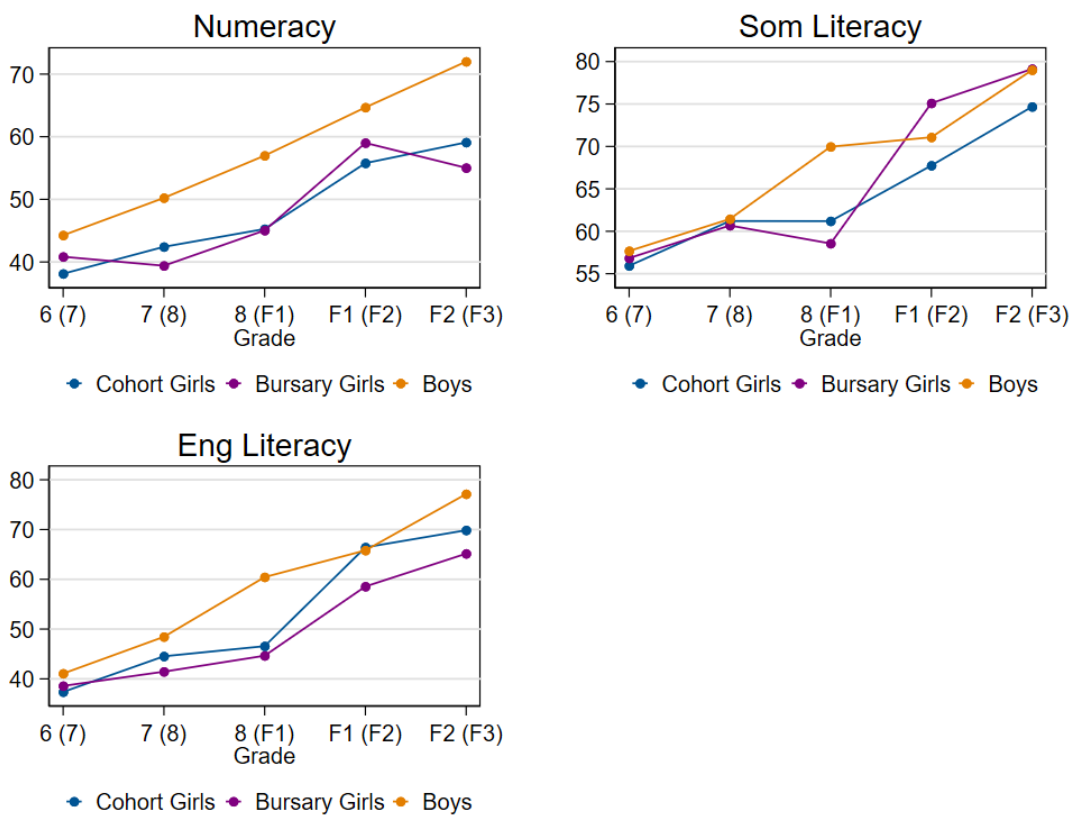 Numeracy
70
60
50
40
6 (7) 7 (8) 8 (F1) F1 (F2) F2 (F3)
Grade
Cohort Girls Bursary Girls Boys
Som Literacy
80
75
70
65
60
55
6 (7) 7 (8) 8 (F1) F1 (F2) F2 (F3)
Grade
Cohort Girls Bursary Girls Boys
Eng Literacy
80
70
60
50
40
6 (7) 7 (8) 8 (F1) F1 (F2) F2 (F3)
Grade
Cohort Girls Bursary Girls Boys